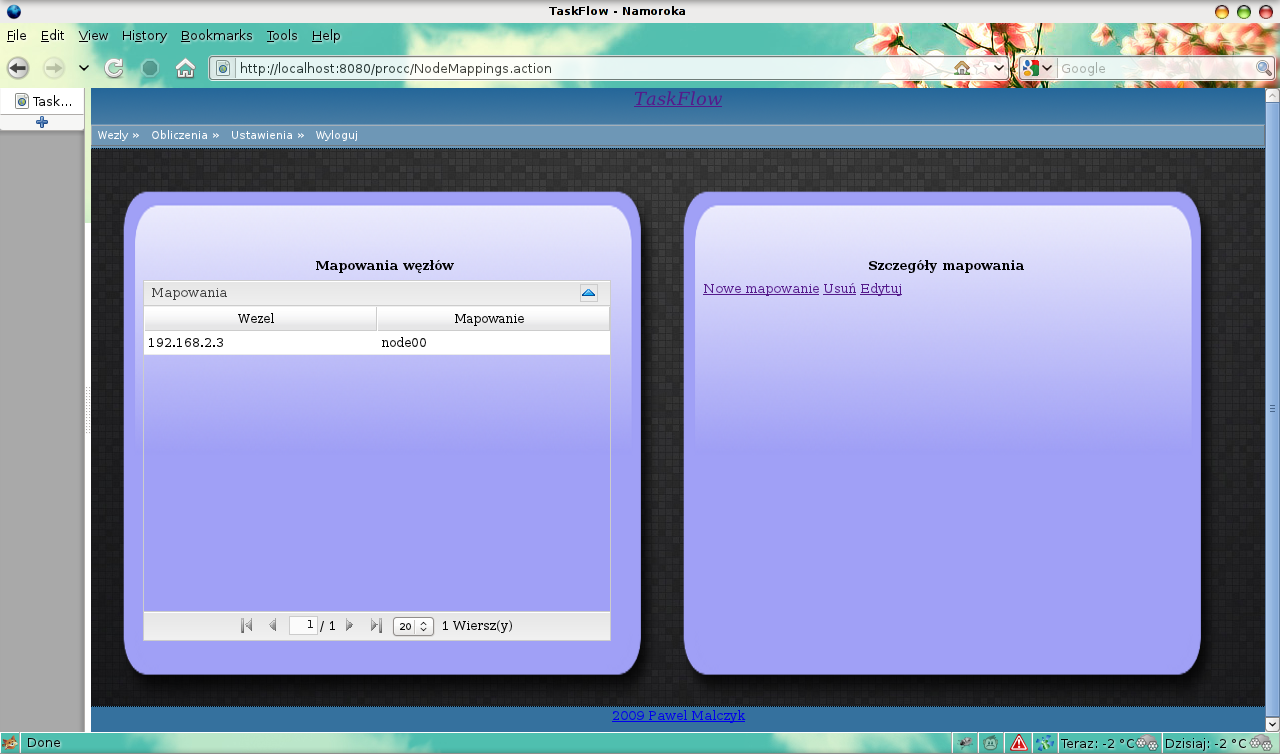 TaskFlow - Namoroka
File Edit View History Bookmarks Tools Help
http://localhost:8080/procc/NodeMappings.action
Google
Task...
TaskFlow
Wezly » Obliczenia » Ustawienia » Wyloguj
Mapowania węzłów
Mapowania
Wezel Mapowanie
192.168.2.3 node00
1 / 1 20 1 Wiersz(y)
Szczegóły mapowania
Nowe mapowanie Usuń Edytuj
2009 Pawel Malczyk
Done
Teraz: -2 °C Dzisiaj: -2 °C